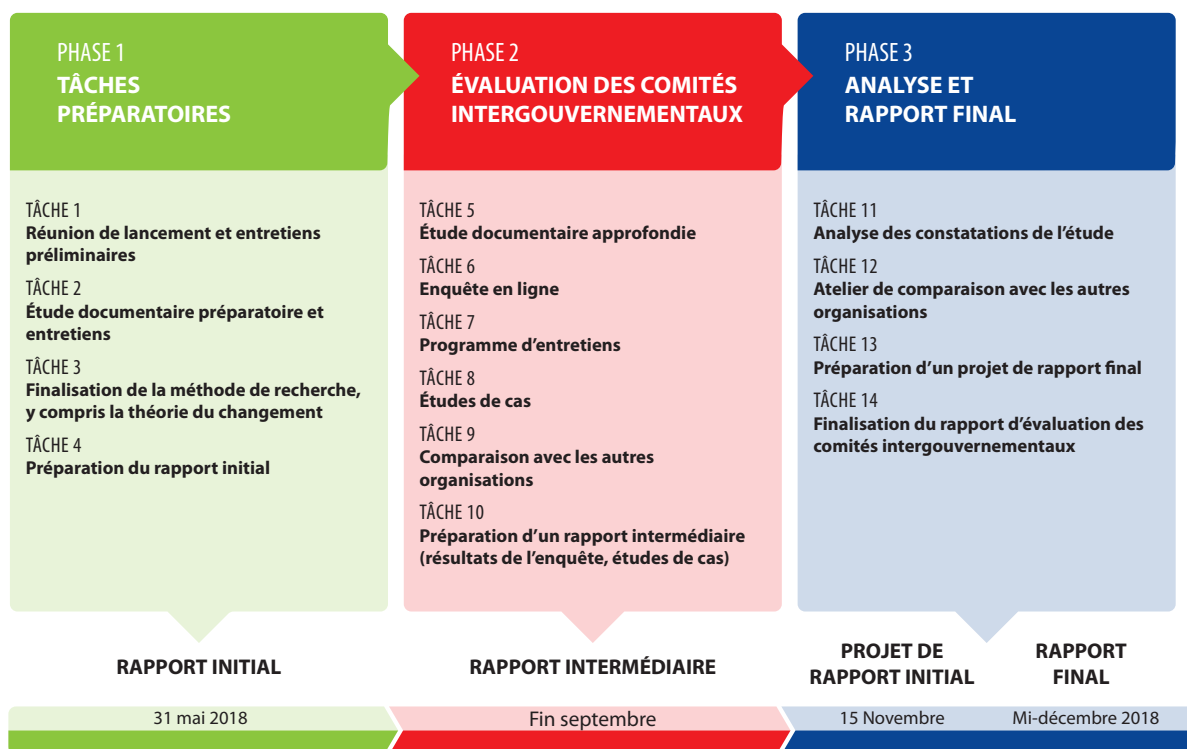 PHASE 1
TÂCHES
PRÉPARATOIRES
TÂCHE 1
Réunion de lancement et entretiens
préliminaires
TÂCHE 2
Étude documentaire préparatoire et
entretiens
TÂCHE 3
Finalisation de la méthode de recherche,
y compris la théorie du changement
TÂCHE 4
Préparation du rapport initial
RAPPORT INITIAL
31 mai 2018
PHASE 2
ÉVALUATION DES COMITÉS
INTERGOUVERNEMENTAUX
TÂCHE 5
Étude documentaire approfondie
TÂCHE 6
Enquête en ligne
TÂCHE 7
Programme d’entretiens
TÂCHE 8
Études de cas
TÂCHE 9
Comparaison avec les autres
organisations
TÂCHE 10
Préparation d’un rapport intermédiaire
(résultats de l’enquête, études de cas)
RAPPORT INTERMÉDIAIRE
Fin septembre
PHASE 3
ANALYSE ET
RAPPORT FINAL
TÂCHE 11
Analyse des constatations de l’étude
TÂCHE 12
Atelier de comparaison avec les autres
organisations
TÂCHE 13
Préparation d’un projet de rapport final
TÂCHE 14
Finalisation du rapport d’évaluation des
comités intergouvernementaux
PROJET DE
RAPPORT INITIAL
15 Novembre
RAPPORT
FINAL
Mi-décembre 2018